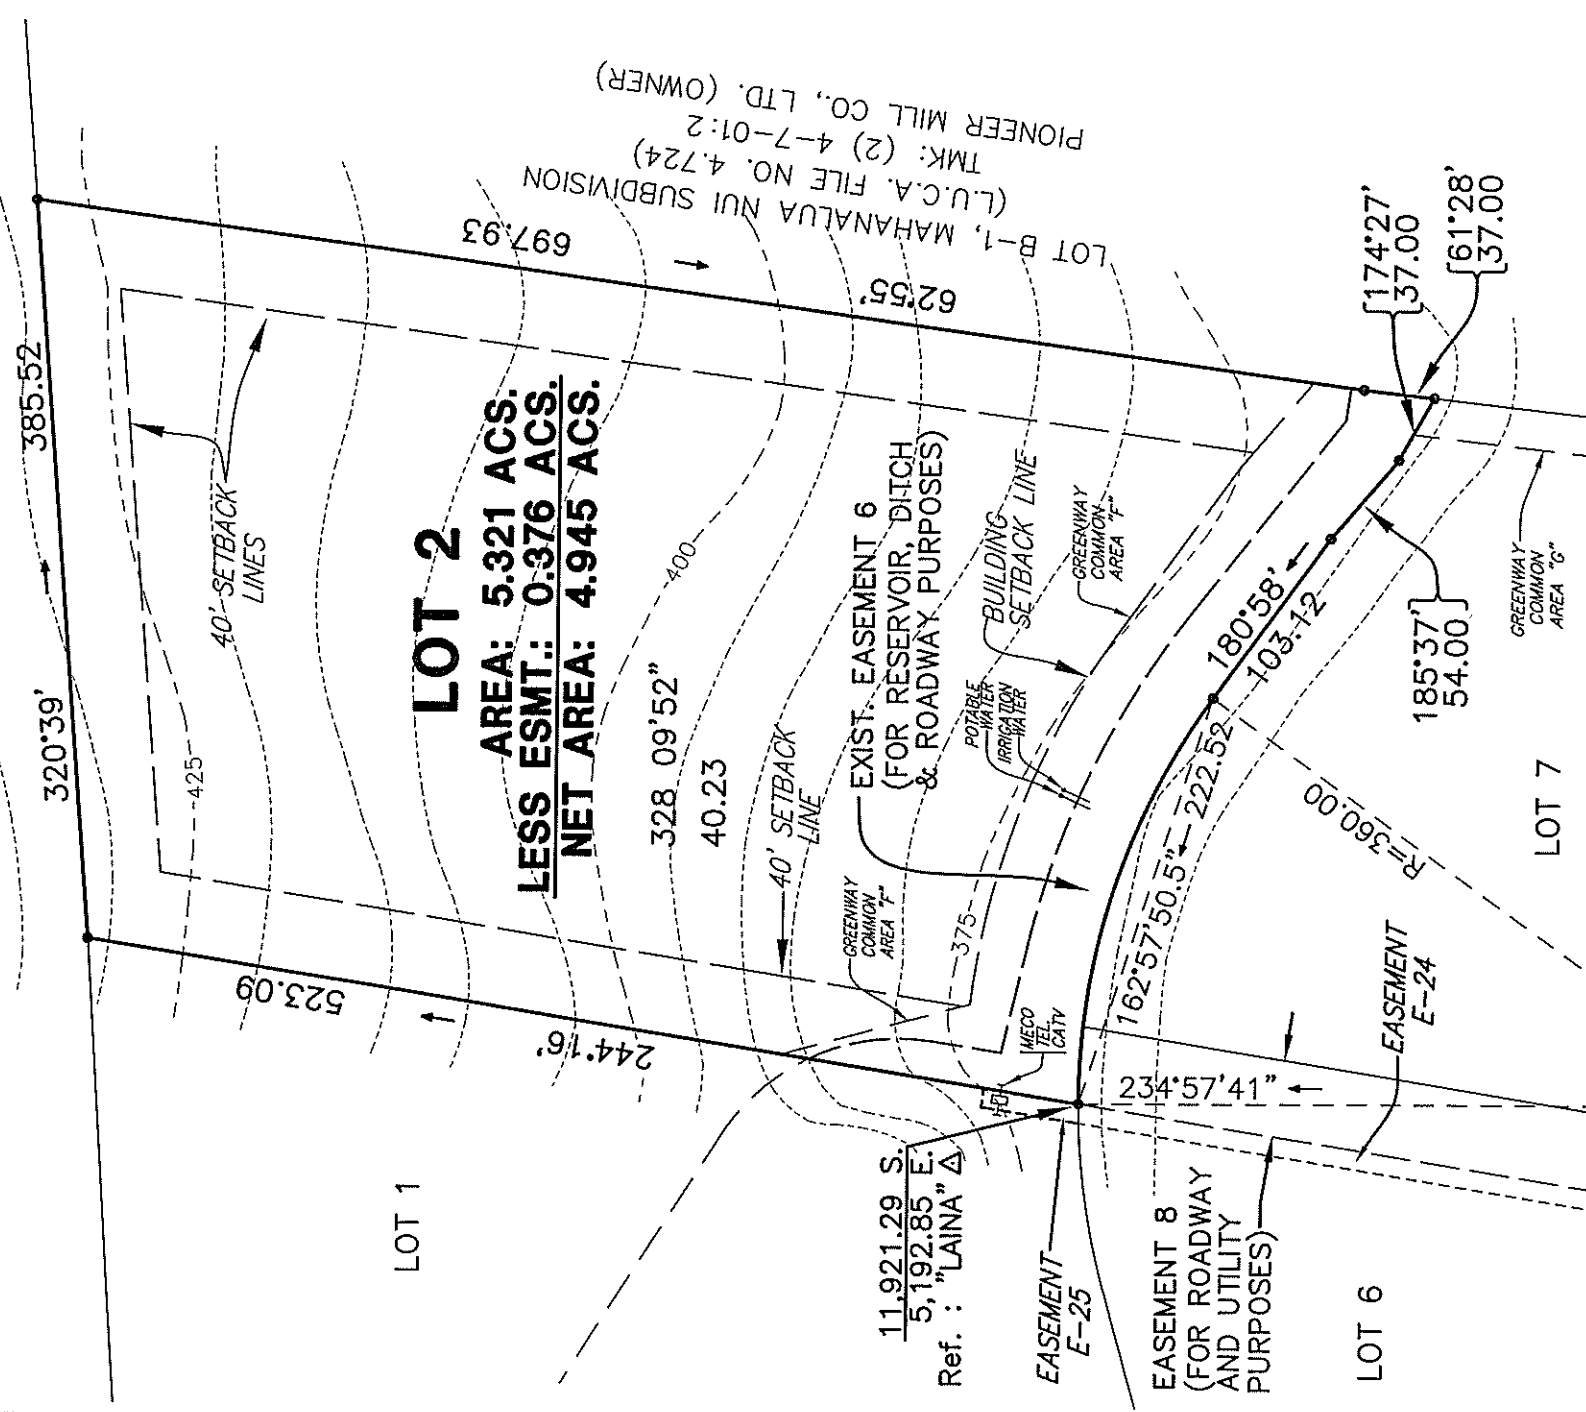 385.52
320°39'
LOT B-1, MAHANALUA NUI SUBDIVISION
(L.U.C.A. FILE NO. 4.724)
TMK: (2) 4-7-01:2
PIONEER MILL CO., LTD. (OWNER)
697.93
62°55'
40' SETBACK
LINES
425
LOT 2
AREA: 5.321 ACS.
LESS ESMT.: 0.376 ACS.
NET AREA: 4.945 ACS.
328 09'52"
40.23
400
40' SETBACK
LINE
EXIST. EASEMENT 6
(FOR RESERVOIR, DITCH
& ROADWAY PURPOSES)
BUILDING
SETBACK LINE
GREENWAY
COMMON
AREA "F"
POTABLE
WATER
IRRIGATION
WATER
GREENWAY
COMMON
AREA "F"
375
523.09
244°16'
MECO
TEL
CATV
174°27'
37.00
61°28'
37.00
180°58'
103.12
185°37'
54.00
GREENWAY
COMMON
AREA "G"
162°57'50.5"
222.52
R=360.00
LOT 7
234°57'41"
EASEMENT
E-24
LOT 1
11,921.29 S.
5,192.85 E.
Ref. : "LAINA" △
EASEMENT
E-25
EASEMENT 8
(FOR ROADWAY
AND UTILITY
PURPOSES)
LOT 6